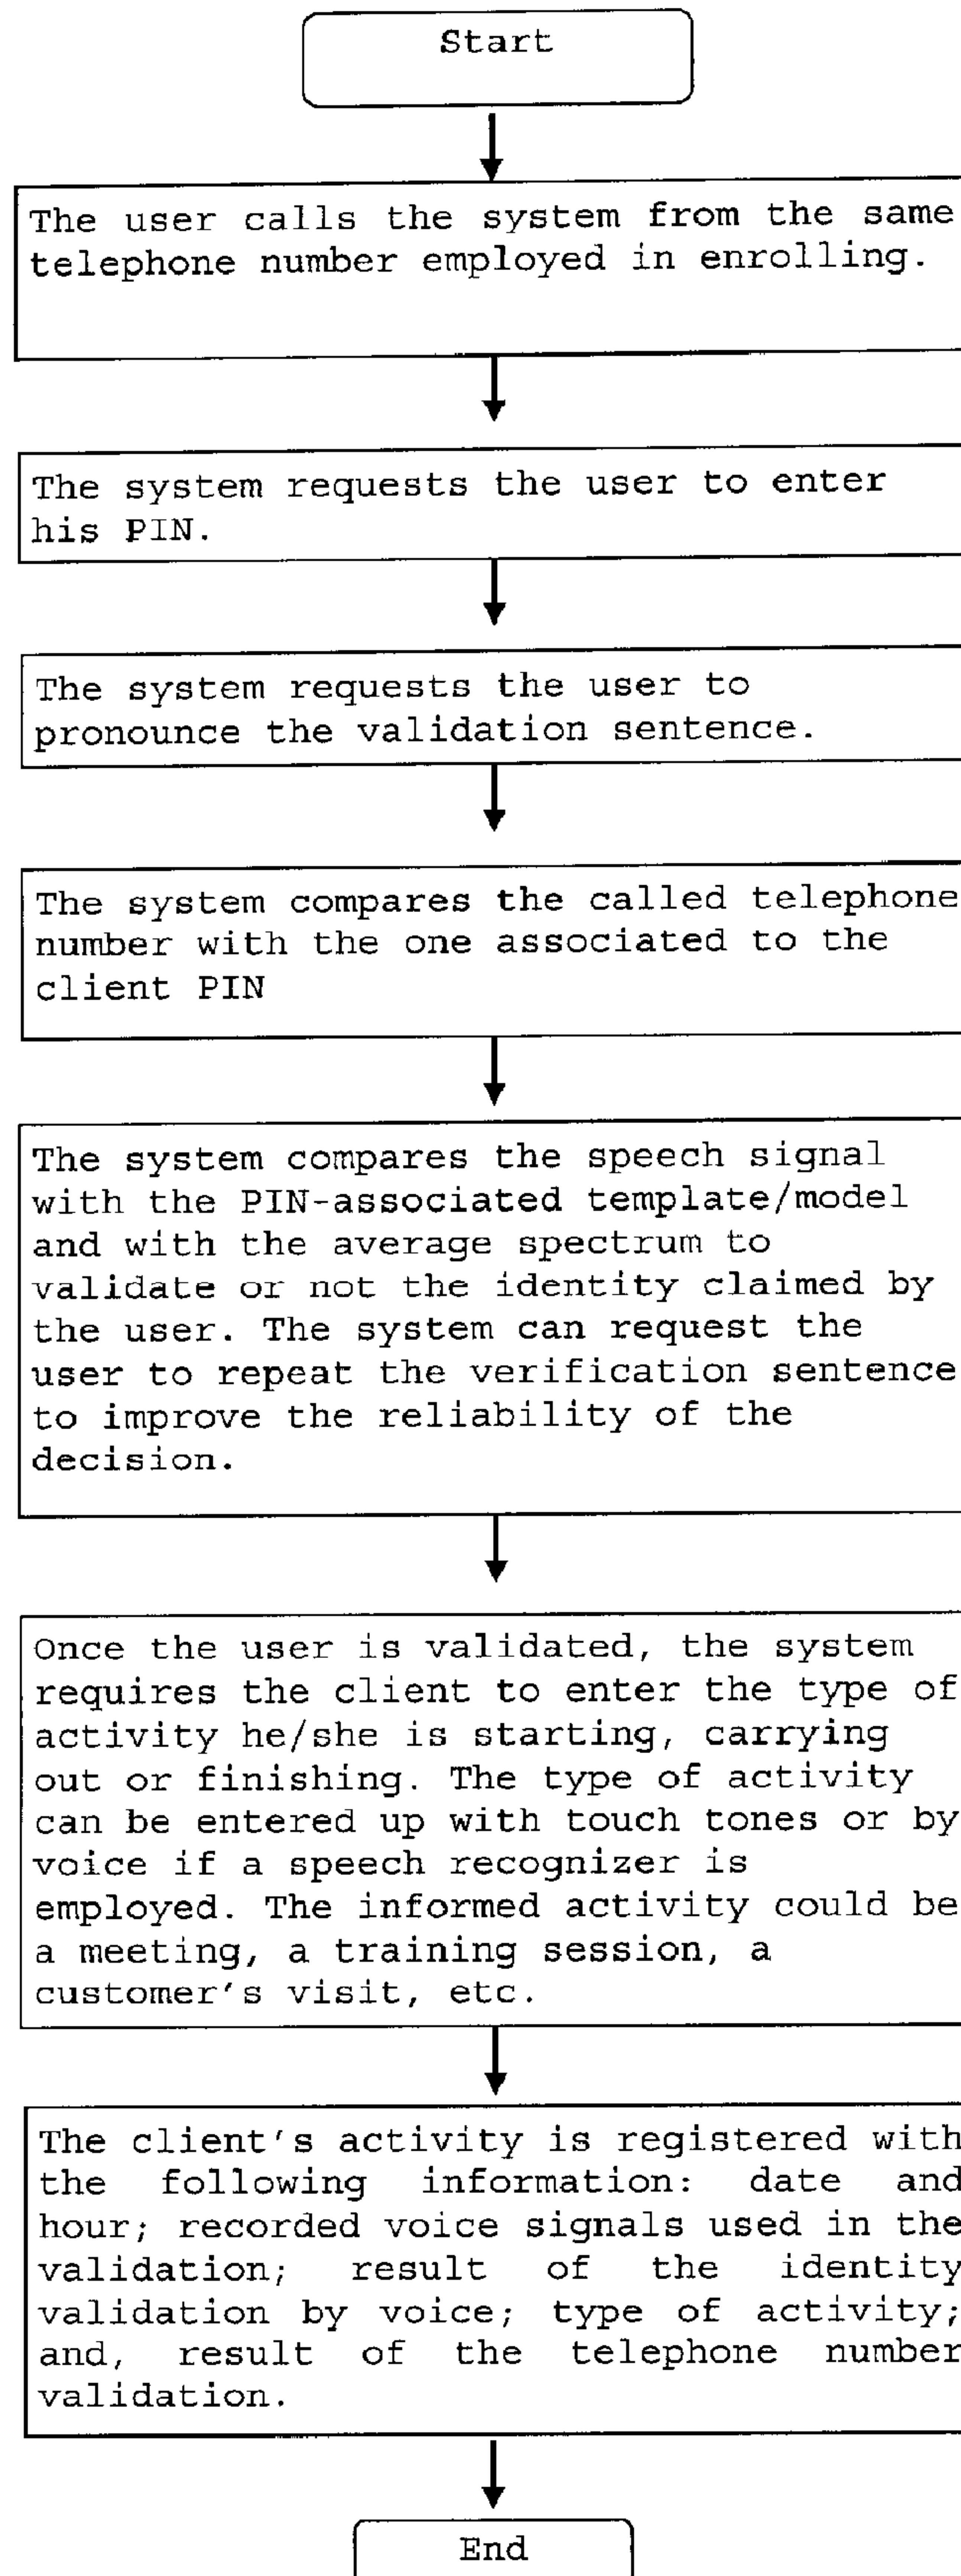 Start
The user calls the system from the same
telephone number employed in enrolling.
The system requests the user to enter
his PIN.
The system requests the user to
pronounce the validation sentence.
The system compares the called telephone
number with the one associated to the
client PIN
The system compares the speech signal
with the PIN-associated template/model
and with the average spectrum to
validate or not the identity claimed by
the user. The system can request the
user to repeat the verification sentence
to improve the reliability of the
decision.
Once the user is validated, the system
requires the client to enter the type of
activity he/she is starting, carrying
out or finishing. The type of activity
can be entered up with touch tones or by
voice if a speech recognizer is
employed. The informed activity could be
a meeting, a training session, a
customer's visit, etc.
The client's activity is registered with
the following information: date and
hour; recorded voice signals used in the
validation; result of the identity
validation by voice; type of activity;
and, result of the telephone number
validation.
End